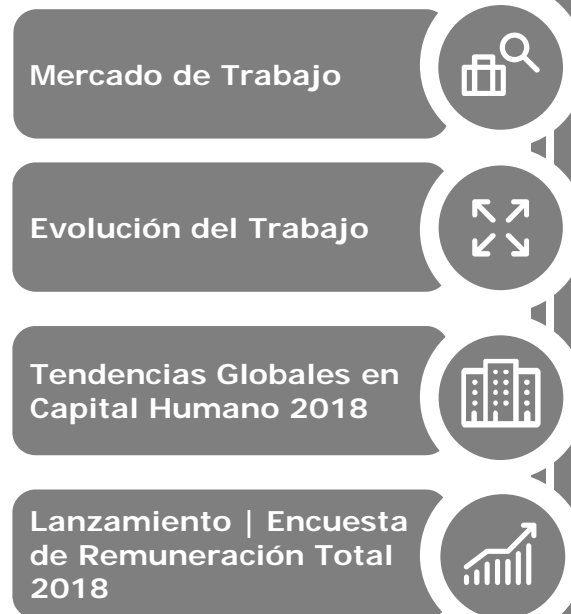 Mercado de Trabajo
Evolución del Trabajo
Tendencias Globales en
Capital Humano 2018
Lanzamiento | Encuesta
de Remuneración Total
2018